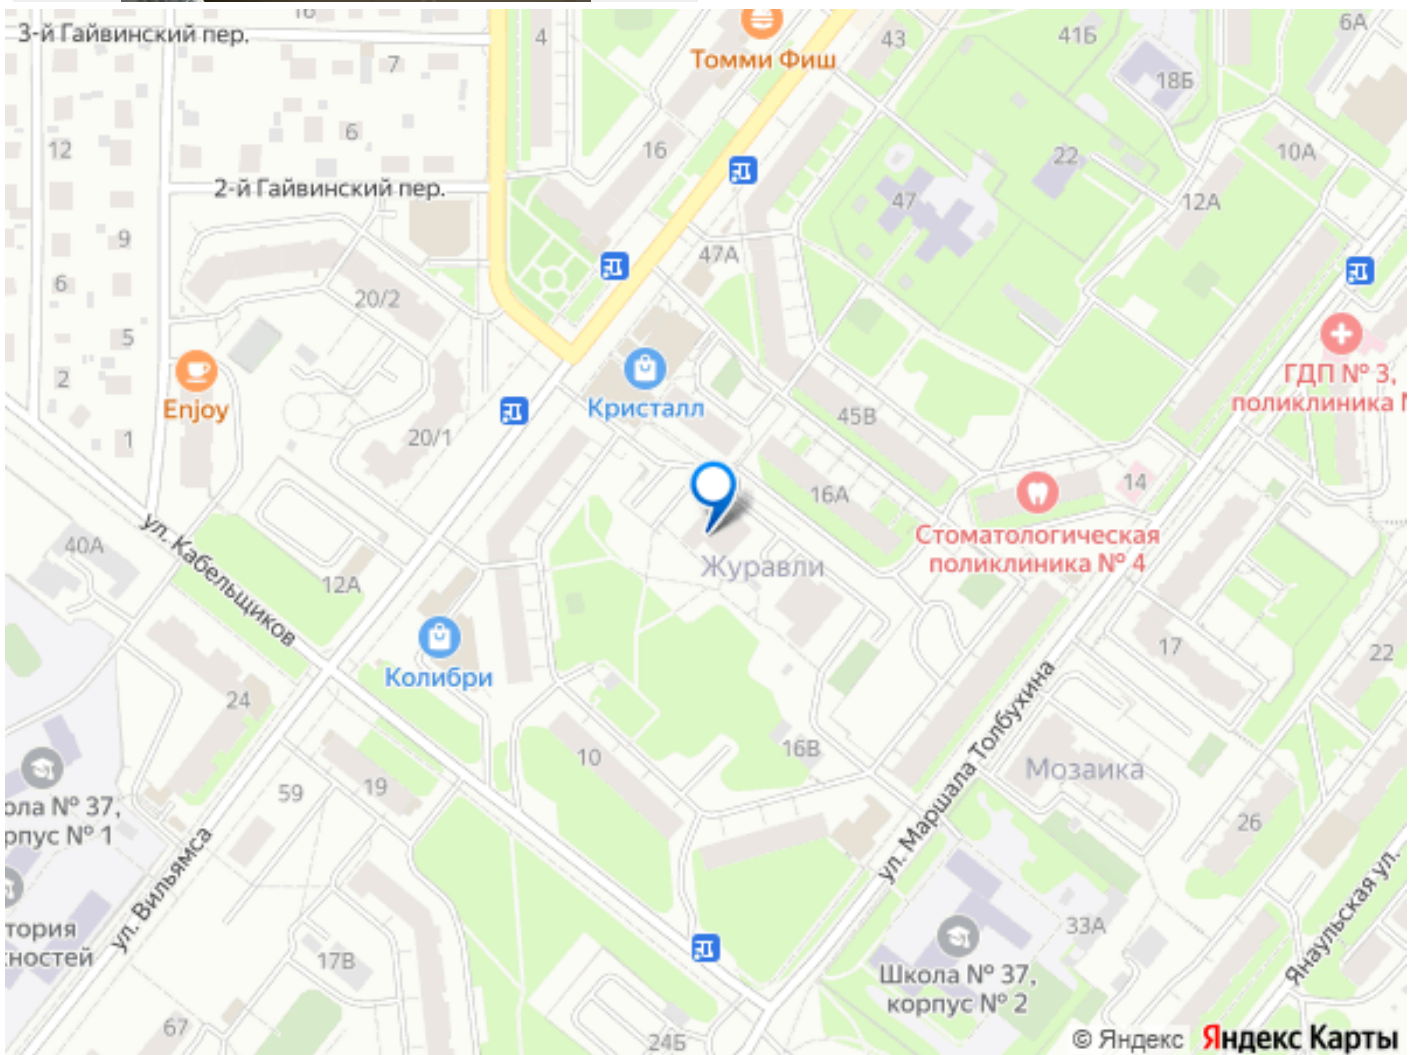 3-й Гайвинский пер.
4
Томми Фиш
43
41Б
6А
7
18Б
6
16
22
10А
12
2-й Гайвинский пер.
47
12А
9
47А
6
20/2
5
ГДП № 3,
поликлиника
2
Enjoy
Кристалл
45В
1
20/1
16А
14
Стоматологическая
поликлиника № 4
ул. Кабельщиков
40А
12А
Журавли
17
22
Колибри
24
16В
10
ул. Маршала Толбухина
Мозаика
19
59
26
№ 37,
№ 1
ул. Вильямса
33А
Янаульская ул.
17В
Школа № 37,
корпус № 2
67
24Б
© Яндекс Яндекс Карты